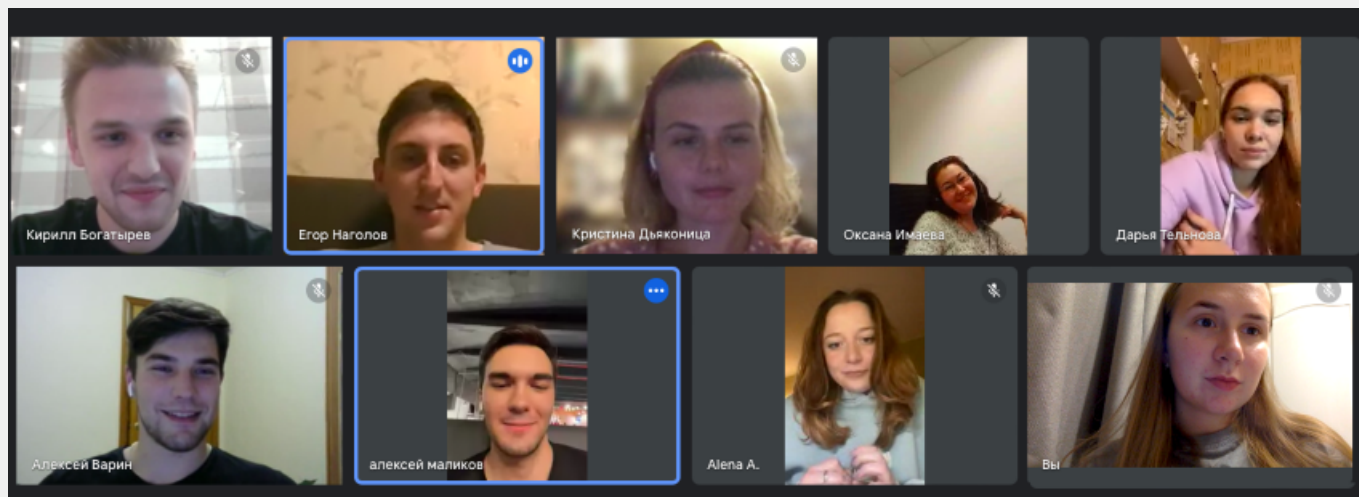 Кирилл Богатырев
Егор Наголов
Кристина Дьяконица
Оксана Имаева
Дарья Тельнова
Алексей Варин
алексей маликов
Alena A.
Вы